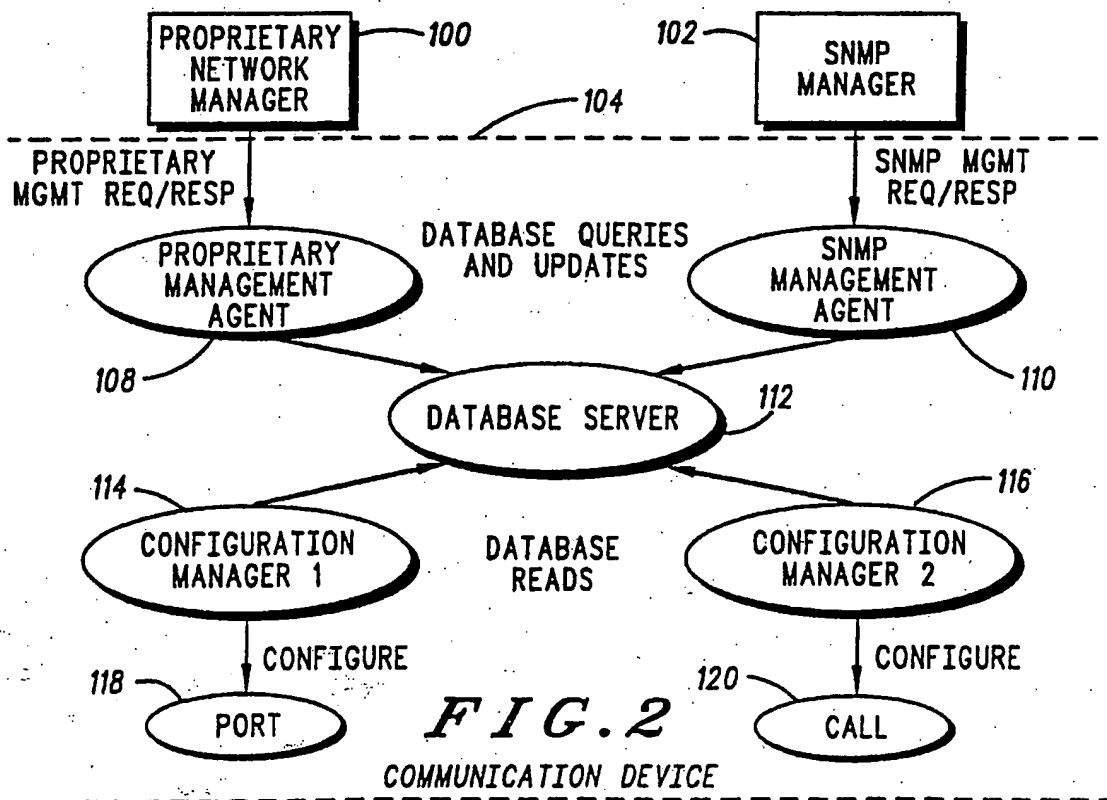 PROPRIETARY
NETWORK
MANAGER
100
102
SNMP
MANAGER
104
PROPRIETARY
MGMT REQ/RESP
SNMP MGMT
REQ/RESP
PROPRIETARY
MANAGEMENT
AGENT
DATABASE QUERIES
AND UPDATES
SNMP
MANAGEMENT
AGENT
108
110
DATABASE SERVER
112
114
116
CONFIGURATION
MANAGER 1
DATABASE
READS
CONFIGURATION
MANAGER 2
CONFIGURE
CONFIGURE
118
120
PORT
FIG.2
CALL
COMMUNICATION DEVICE